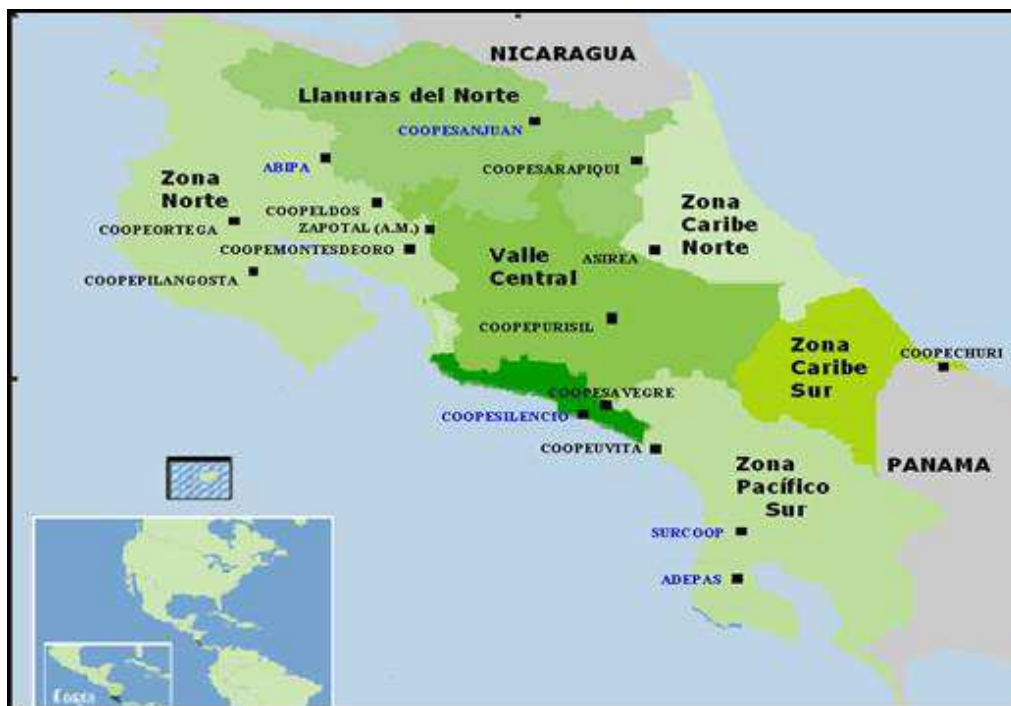 NICARAGUA
Llanuras del Norte
COOPESANJUAN
ABIPA
COOPESARAPIQUI
Zona
Norte
COOPELDOS
Zona
Caribe
Norte
COOPEORTEGA
ZAPOTAL (A.M.)
COOPEMONTESDEORO
Valle
Central
ASIREA
COOPEPILANGOSTA
COOPEPURISIL
Zona
Caribe
Sur
COOPECHURI
COOPESAVEGRE
COOPESILENCIO
COOPEUVITA
Zona
Pacífico
Sur
PANAMA
SURCOOP
ADEPAS
Costa